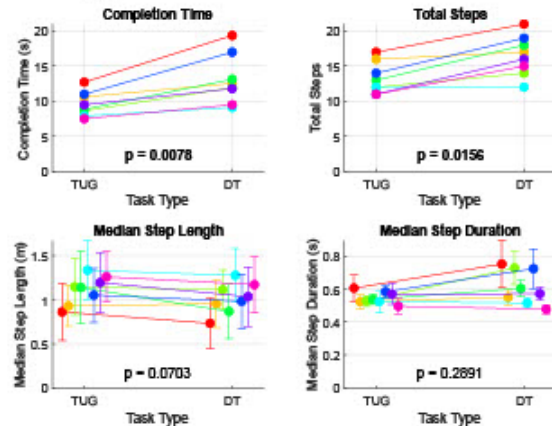 Completion Time
Completion Time (s)
20
15
10
5
0
p = 0.0078
TUG
DT
Task Type
Total Steps
Total Steps
20
15
10
5
0
p = 0.0156
TUG
DT
Task Type
Median Step Length
Median Step Length (m)
1.5
1
0.5
0
p = 0.0703
TUG
DT
Task Type
Median Step Duration
Median Step Duration (s)
0.8
0.6
0.4
0.2
0
p = 0.2891
TUG
DT
Task Type